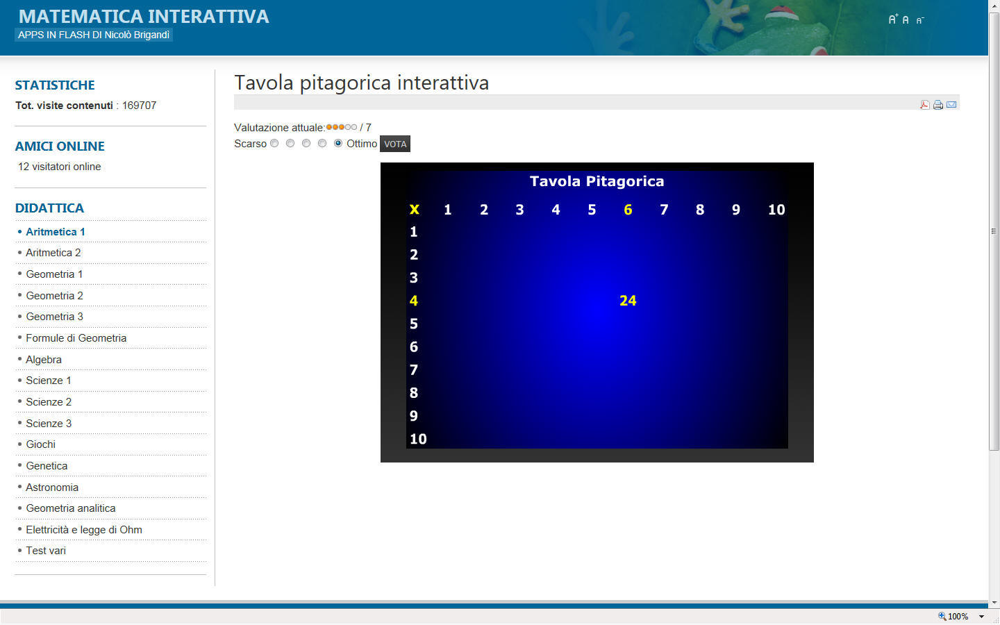 MATEMATICA INTERATTIVA
APPS IN FLASH DI Nicolò Brigandì
A+ A A-
STATISTICHE
Tot. visite contenuti : 169707
AMICI ONLINE
12 visitatori online
DIDATTICA
Aritmetica 1
Aritmetica 2
Geometria 1
Geometria 2
Geometria 3
Formule di Geometria
Algebra
Scienze 1
Scienze 2
Scienze 3
Giochi
Genetica
Astronomia
Geometria analitica
Elettricità e legge di Ohm
Test vari
Tavola pitagorica interattiva
Valutazione attuale: / 7
Scarso Ottimo VOTA
Tavola Pitagorica
X 1 2 3 4 5 6 7 8 9 10
1
2
3
4 24
5
6
7
8
9
10
100%